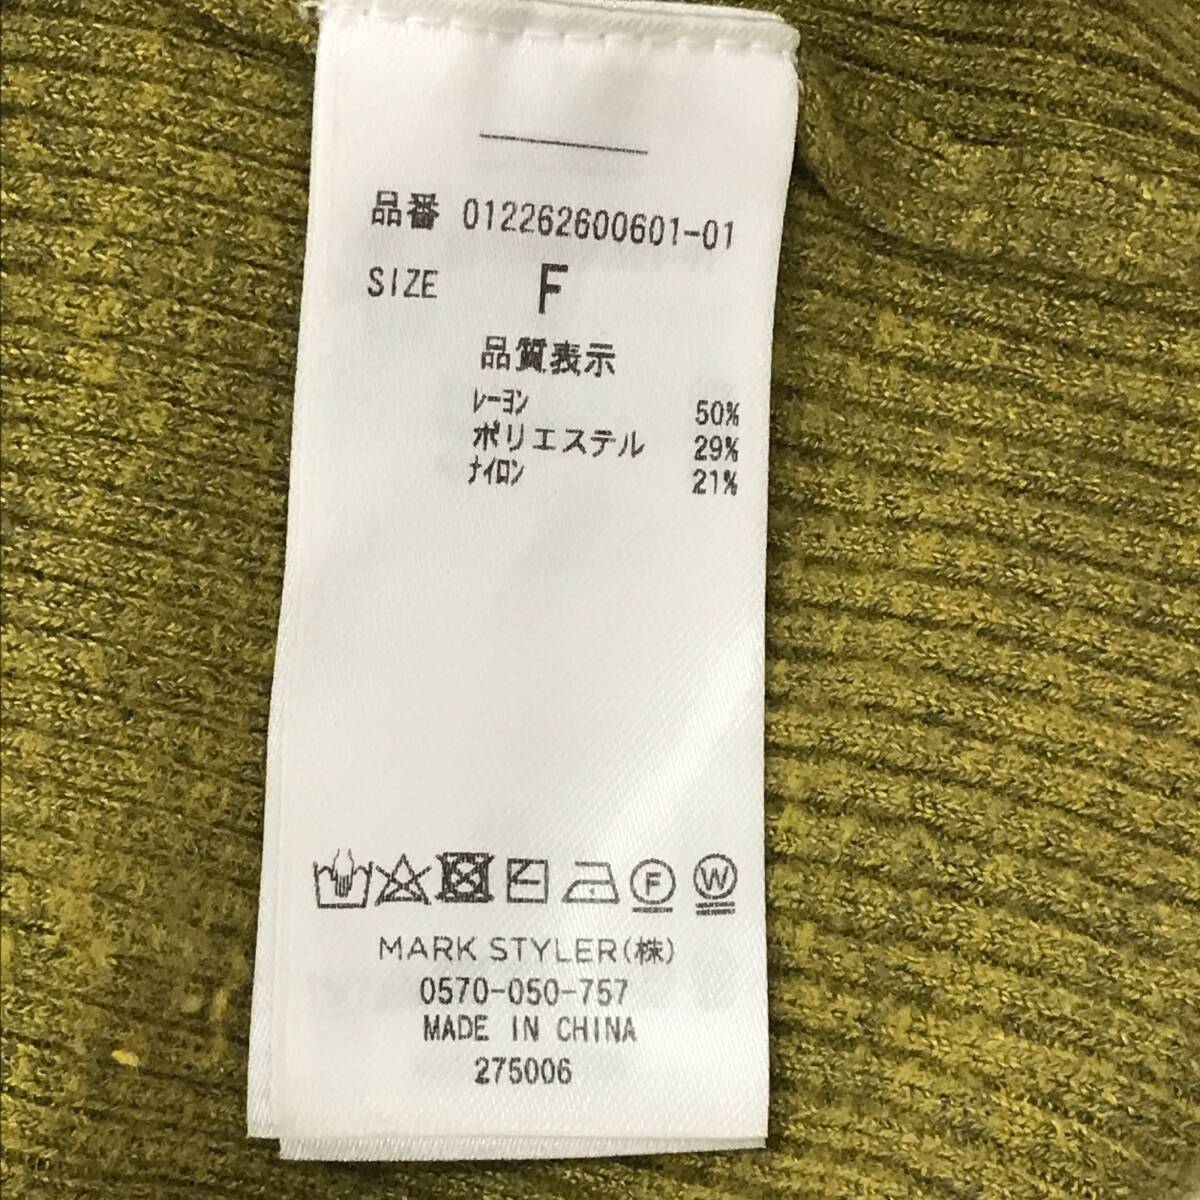 品番 012262600601-01
SIZE F
品質表示
ﾚｰﾖﾝ 50%
ポリエステル 29%
ﾅｲﾛﾝ 21%
F W
MARK STYLER(株)
0570-050-757
MADE IN CHINA
275006